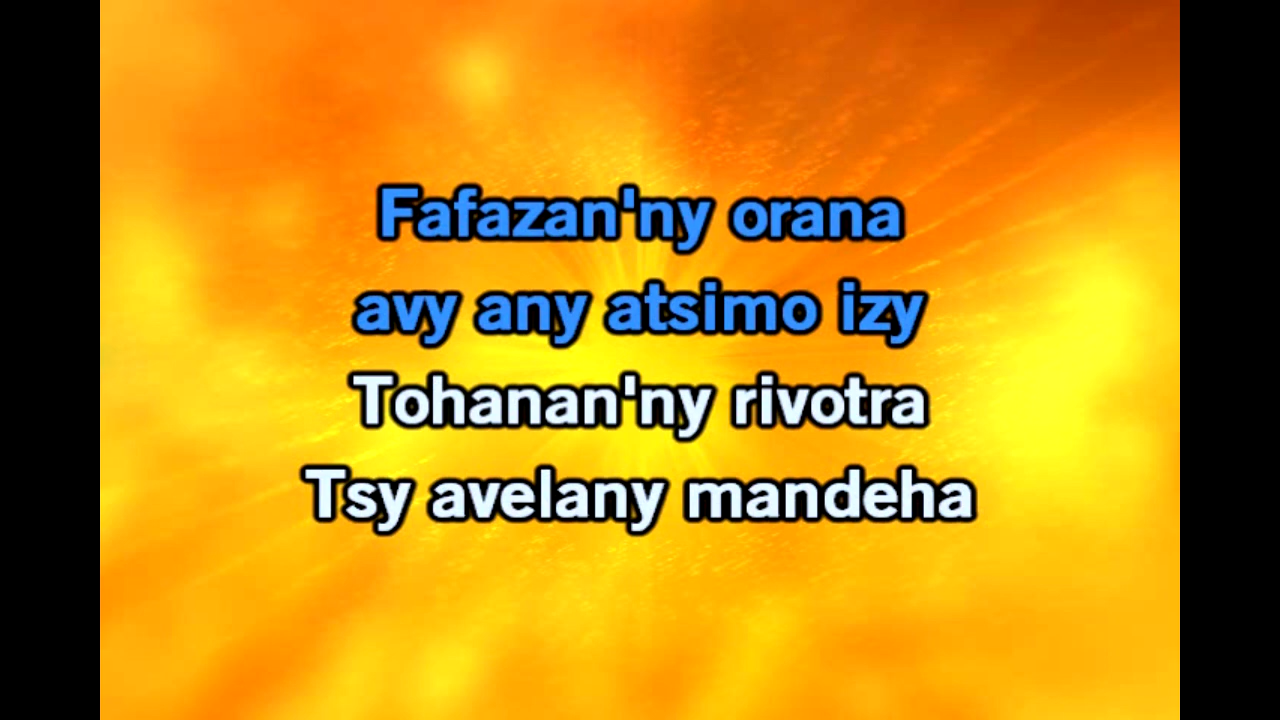 Fafazan'ny orana
avy any atsimo izy
Tohanan'ny rivotra
Tsy avelany mandeha